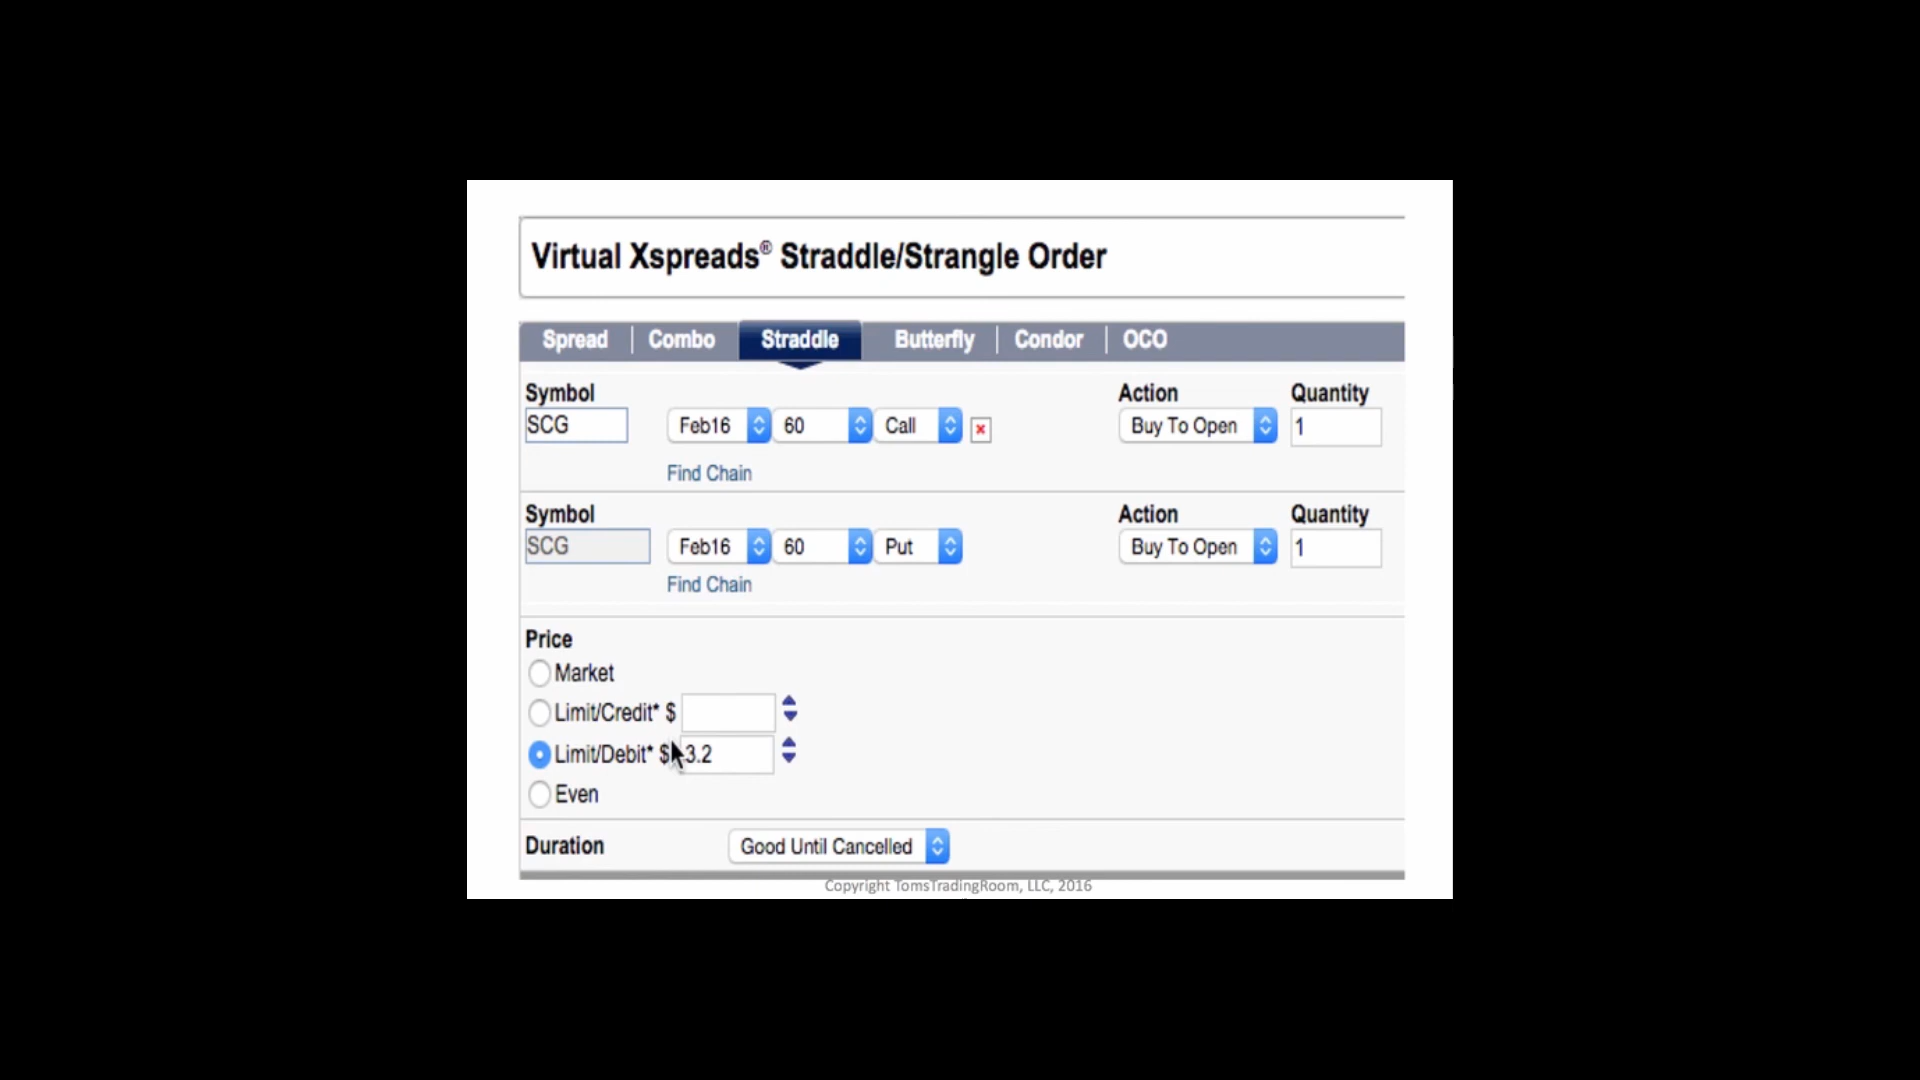 Virtual Xspreads® Straddle/Strangle Order
Spread Combo Straddle Butterfly Condor OCO
Symbol Action Quantity
SCG Feb16 60 Call Buy To Open 1
Find Chain
Symbol Action Quantity
SCG Feb16 60 Put Buy To Open 1
Find Chain
Price
Market
Limit/Credit* $
Limit/Debit* $ 3.2
Even
Duration Good Until Cancelled
Copyright TomsTradingRoom, LLC, 2016